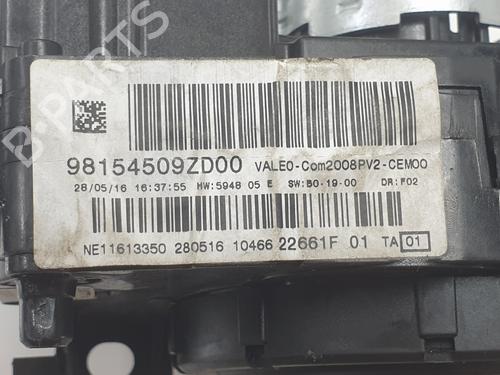 98154509ZD00 VALEO-Com2008PV2-CEM00
28/05/16 16:37:55 HW:5948 05 E SW:B0-19-00 DR:F02
NE11613350 280516 10466 22661F 01 TA 01
B-PARTS